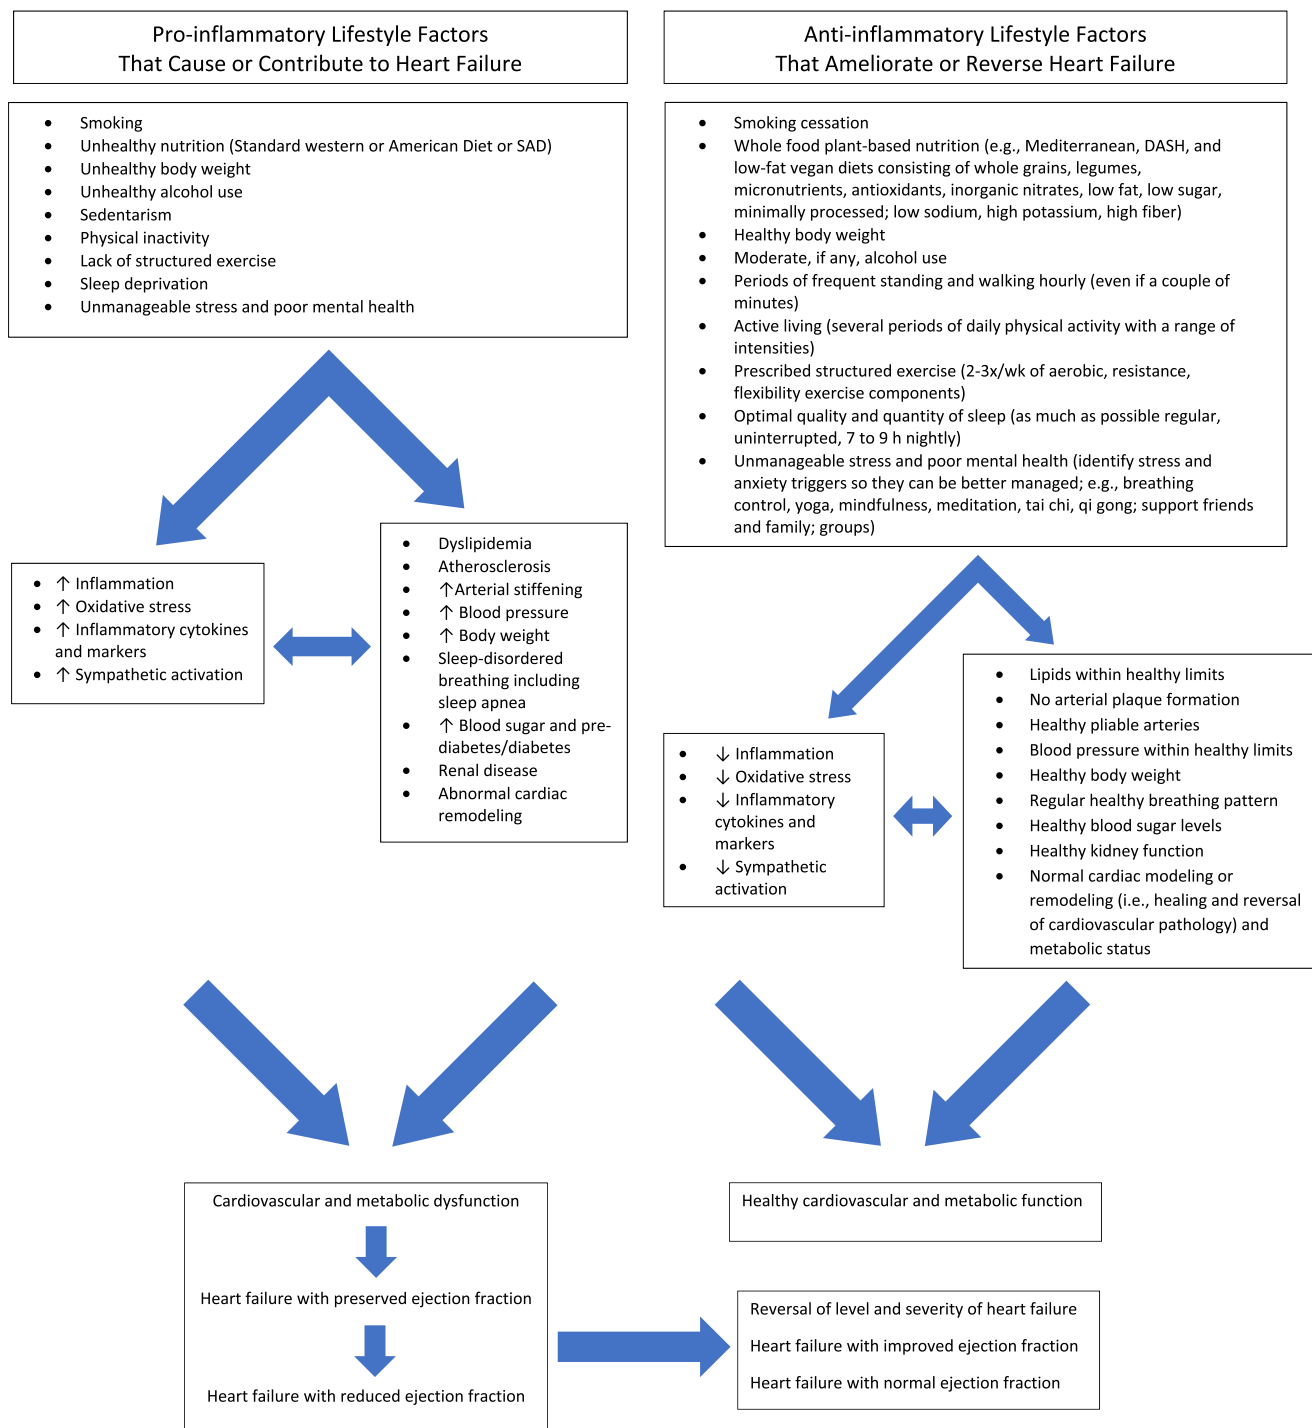 Pro-inflammatory Lifestyle Factors
That Cause or Contribute to Heart Failure
• Smoking
• Unhealthy nutrition (Standard western or American Diet or SAD)
• Unhealthy body weight
• Unhealthy alcohol use
• Sedentarism
• Physical inactivity
• Lack of structured exercise
• Sleep deprivation
• Unmanageable stress and poor mental health
• ↑ Inflammation
• ↑ Oxidative stress
• ↑ Inflammatory cytokines
and markers
• ↑ Sympathetic activation
• Dyslipidemia
• Atherosclerosis
• ↑Arterial stiffening
• ↑ Blood pressure
• ↑ Body weight
• Sleep-disordered
breathing including
sleep apnea
• ↑ Blood sugar and pre-
diabetes/diabetes
• Renal disease
• Abnormal cardiac
remodeling
Cardiovascular and metabolic dysfunction
Heart failure with preserved ejection fraction
Heart failure with reduced ejection fraction
Anti-inflammatory Lifestyle Factors
That Ameliorate or Reverse Heart Failure
• Smoking cessation
• Whole food plant-based nutrition (e.g., Mediterranean, DASH, and
low-fat vegan diets consisting of whole grains, legumes,
micronutrients, antioxidants, inorganic nitrates, low fat, low sugar,
minimally processed; low sodium, high potassium, high fiber)
• Healthy body weight
• Moderate, if any, alcohol use
• Periods of frequent standing and walking hourly (even if a couple of
minutes)
• Active living (several periods of daily physical activity with a range of
intensities)
• Prescribed structured exercise (2-3x/wk of aerobic, resistance,
flexibility exercise components)
• Optimal quality and quantity of sleep (as much as possible regular,
uninterrupted, 7 to 9 h nightly)
• Unmanageable stress and poor mental health (identify stress and
anxiety triggers so they can be better managed; e.g., breathing
control, yoga, mindfulness, meditation, tai chi, qi gong; support friends
and family; groups)
• ↓ Inflammation
• ↓ Oxidative stress
• ↓ Inflammatory
cytokines and
markers
• ↓ Sympathetic
activation
• Lipids within healthy limits
• No arterial plaque formation
• Healthy pliable arteries
• Blood pressure within healthy limits
• Healthy body weight
• Regular healthy breathing pattern
• Healthy blood sugar levels
• Healthy kidney function
• Normal cardiac modeling or
remodeling (i.e., healing and reversal
of cardiovascular pathology) and
metabolic status
Healthy cardiovascular and metabolic function
Reversal of level and severity of heart failure
Heart failure with improved ejection fraction
Heart failure with normal ejection fraction